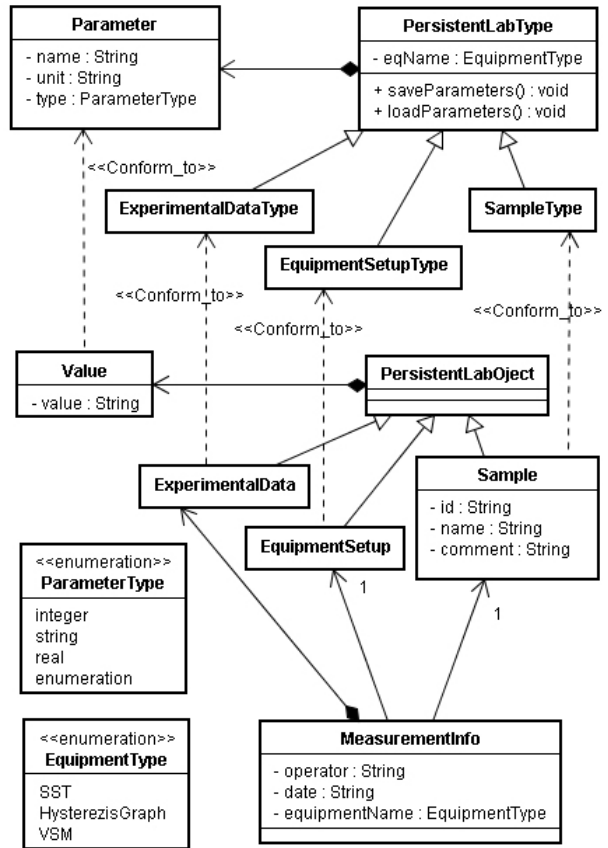 Parameter
- name : String
- unit : String
- type : ParameterType
PersistentLabType
- eqName : EquipmentType
+ saveParameters() : void
+ loadParameters() : void
<<Conform_to>>
ExperimentalDataType
SampleType
EquipmentSetupType
<<Conform_to>>
<<Conform_to>>
<<Conform_to>>
Value
- value : String
PersistentLabOject
ExperimentalData
Sample
- id : String
- name : String
- comment : String
EquipmentSetup
<<enumeration>>
ParameterType
integer
string
real
enumeration
1
1
<<enumeration>>
EquipmentType
SST
HysterezisGraph
VSM
MeasurementInfo
- operator : String
- date : String
- equipmentName : EquipmentType